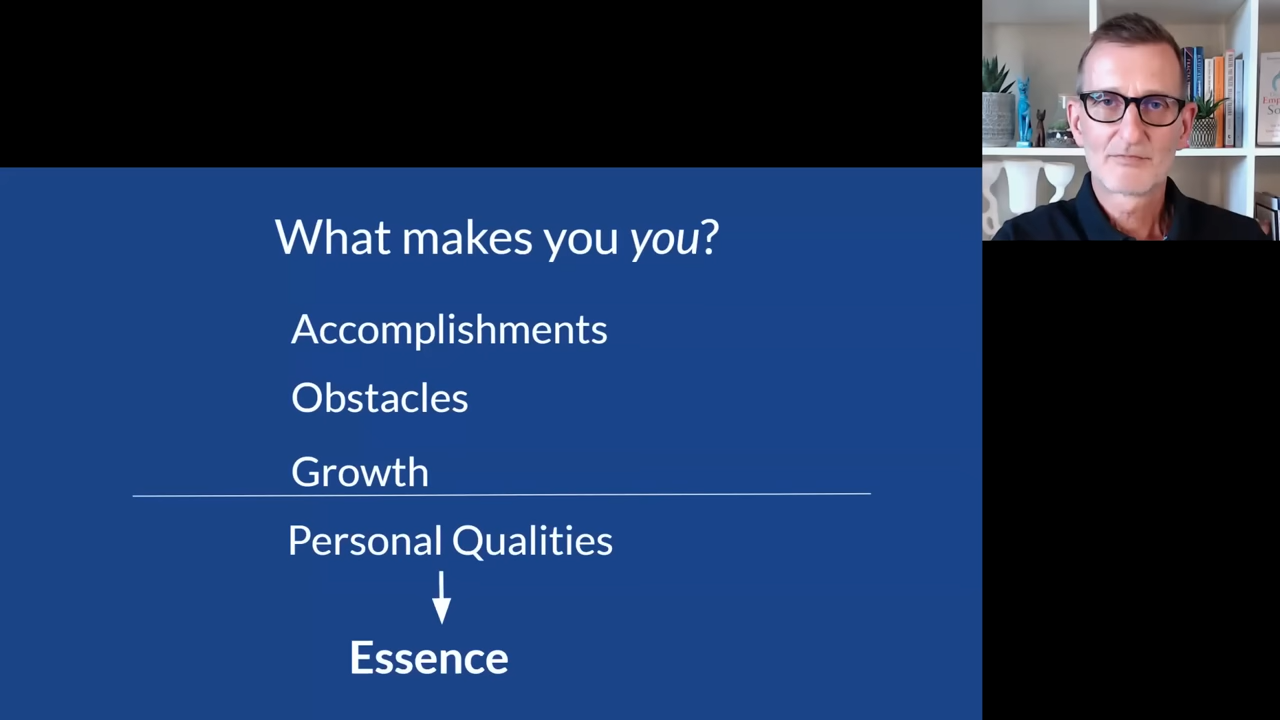 What makes you you?
Accomplishments
Obstacles
Growth
Personal Qualities
Essence